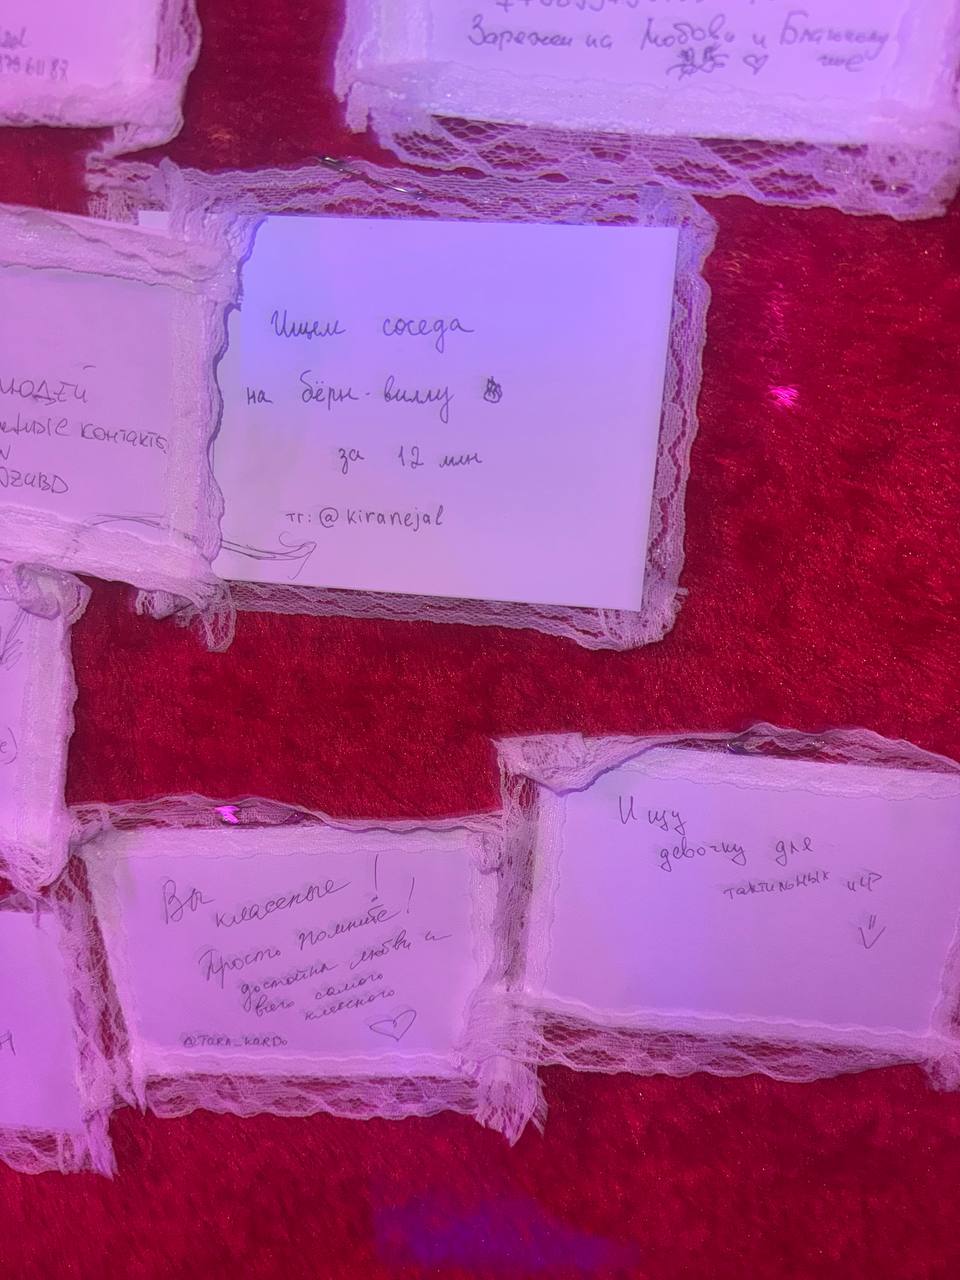 Заряжен на Любовь и
Ищем соседа
на бёрн-виллу
за 12 млн
тг: @kiranejal
людей
контакты
Вы классные!
Просто помните!
достойны любви и
всего самого
классного
@TARA_KARDO
Ищу
девочку для
тактильных игр